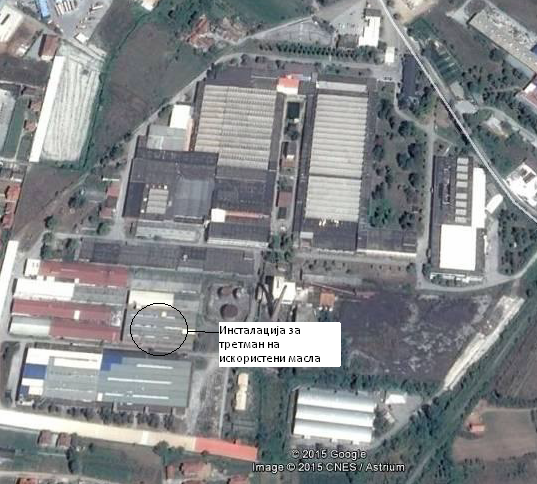 Инсталација за
третман на
искористени масла
© 2015 Google
Image © 2015 CNES / Astrium